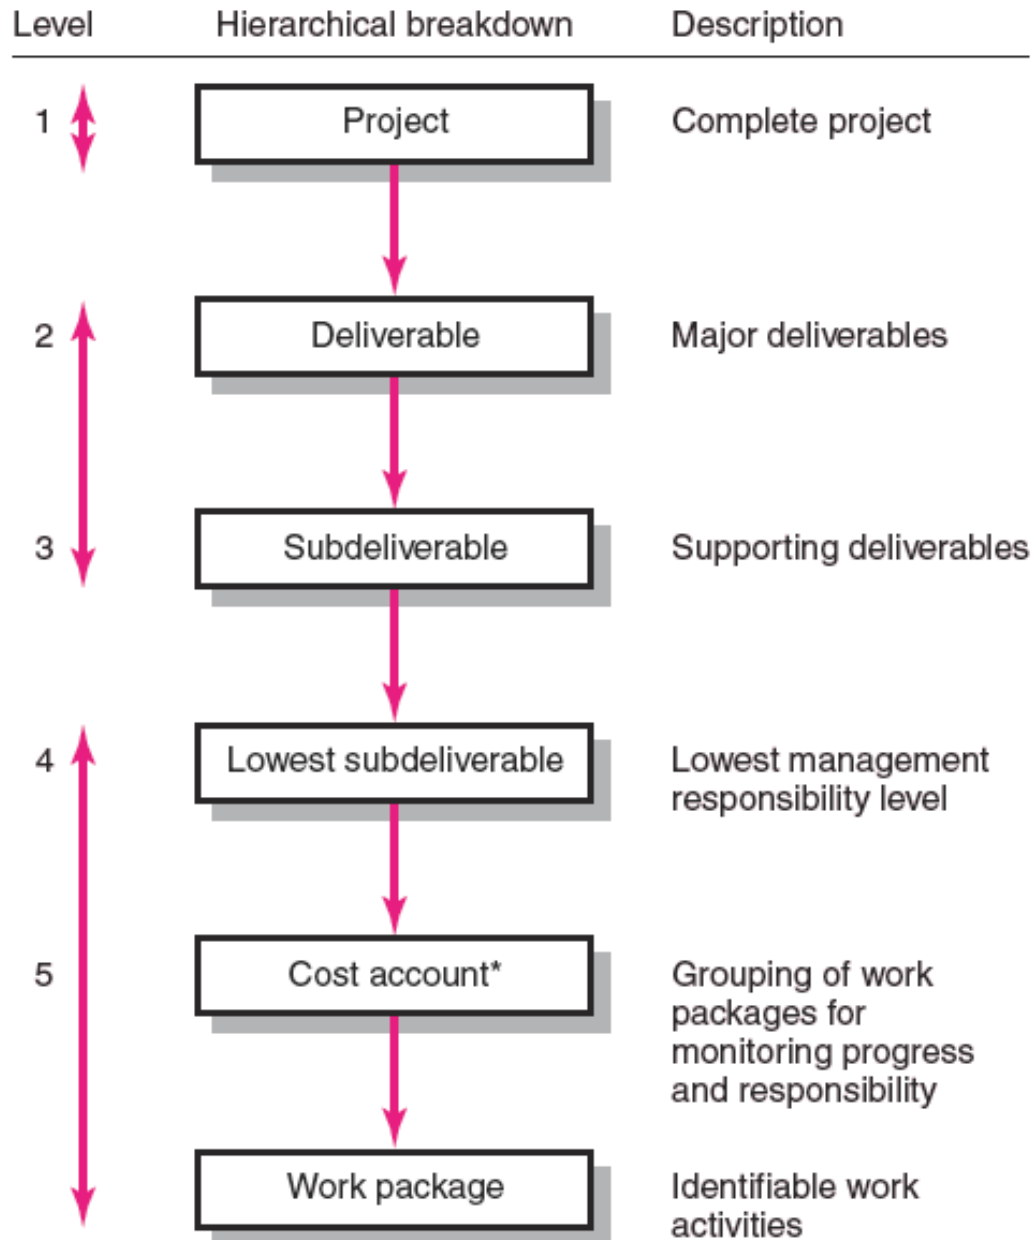 Level Hierarchical breakdown Description
1 Project Complete project
2 Deliverable Major deliverables
3 Subdeliverable Supporting deliverables
4 Lowest subdeliverable Lowest management
responsibility level
5 Cost account* Grouping of work
packages for
monitoring progress
and responsibility
Work package Identifiable work
activities